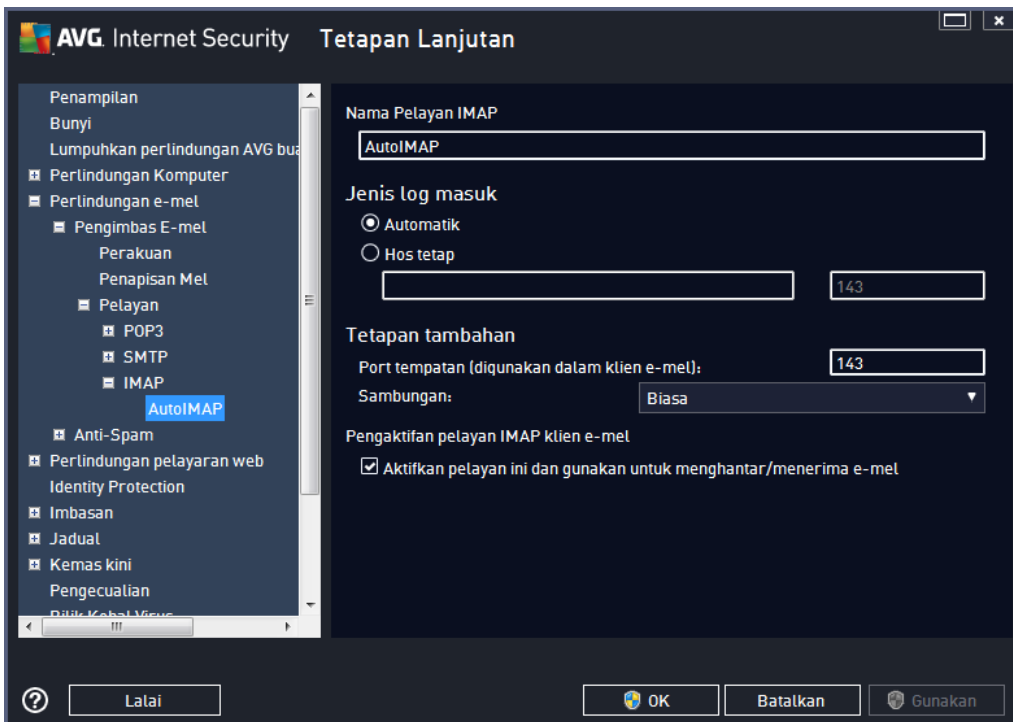 AVG. Internet Security Tetapan Lanjutan
Penampilan
Bunyi
Lumpuhkan perlindungan AVG bua
Perlindungan Komputer
Perlindungan e-mel
Pengimbas E-mel
Perakuan
Penapisan Mel
Pelayan
POP3
SMTP
IMAP
AutoIMAP
Anti-Spam
Perlindungan pelayaran web
Identity Protection
Imbasan
Jadual
Kemas kini
Pengecualian
Bilik Kebal Virus
Nama Pelayan IMAP
AutoIMAP
Jenis log masuk
Automatik
Hos tetap
143
Tetapan tambahan
Port tempatan (digunakan dalam klien e-mel): 143
Sambungan: Biasa
Pengaktifan pelayan IMAP klien e-mel
Aktifkan pelayan ini dan gunakan untuk menghantar/menerima e-mel
Lalai OK Batalkan Gunakan